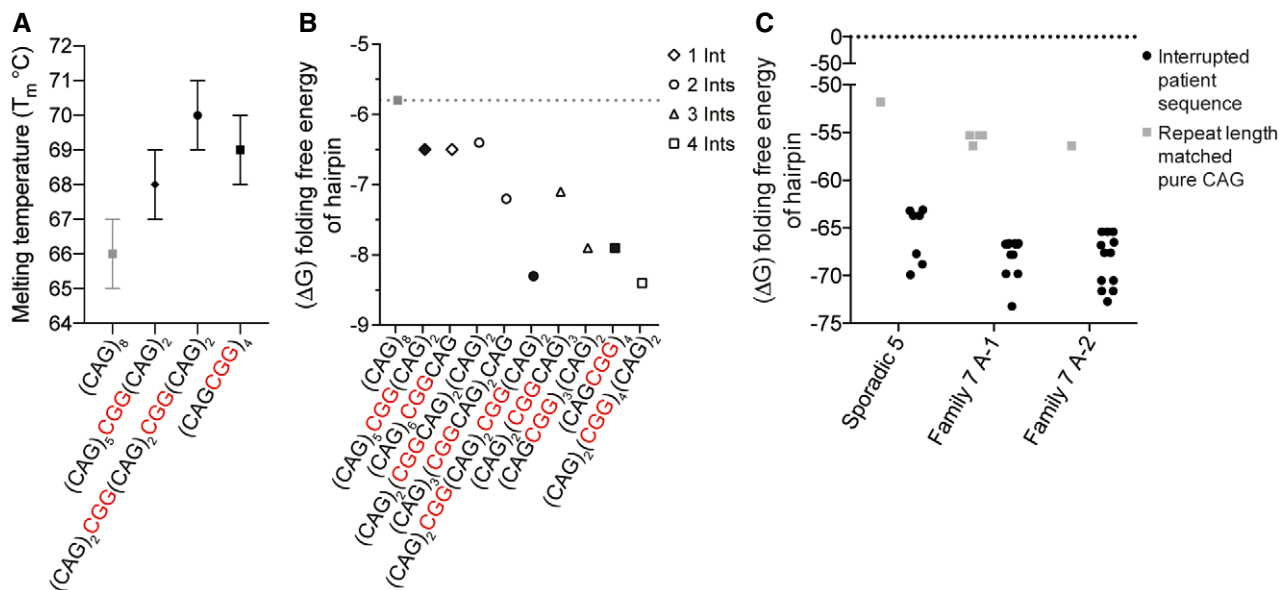 A
Melting temperature (Tm °C)
72
71
70
69
68
67
66
65
64
(CAG)8
(CAG)5CGG(CAG)2
(CAG)2CGG(CAG)2CGG(CAG)2
(CAGCGG)4
B
(ΔG) folding free energy
of hairpin
-5
-6
-7
-8
-9
1 Int
2 Ints
3 Ints
4 Ints
(CAG)8
(CAG)5CGG(CAG)2
(CAG)6CGGCAG
(CAG)2(CGGCAG)2(CAG)2
(CAG)3(CGGCAG)2CAG
(CAG)2CGG(CAG)2CGG(CAG)2
(CAG)2(CGGCAG)3
(CAGCGG)3(CAG)2
(CAGCGG)4
(CAG)2(CGG)4(CAG)2
C
(ΔG) folding free energy
of hairpin
0
-50
-50
-55
-60
-65
-70
-75
Interrupted
patient
sequence
Repeat length
matched
pure CAG
Sporadic 5
Family 7 A-1
Family 7 A-2